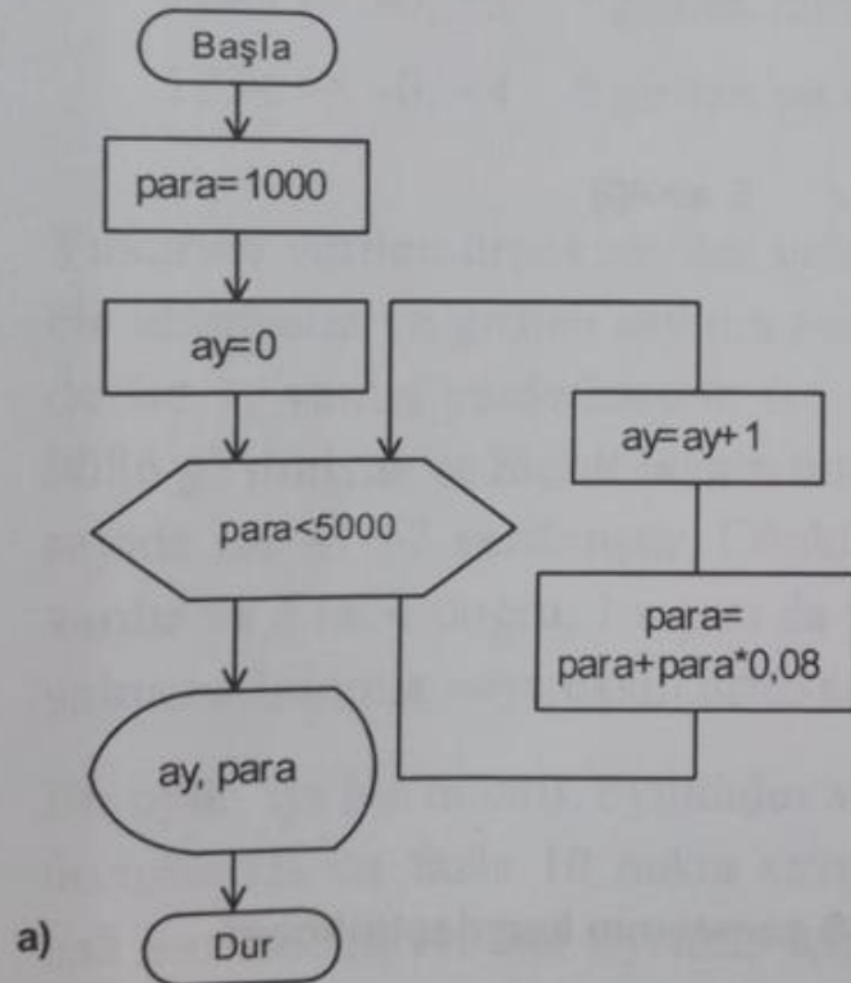 Başla
para=1000
ay=0
para<5000
ay=ay+1
para=
para+para*0,08
ay, para
a)
Dur